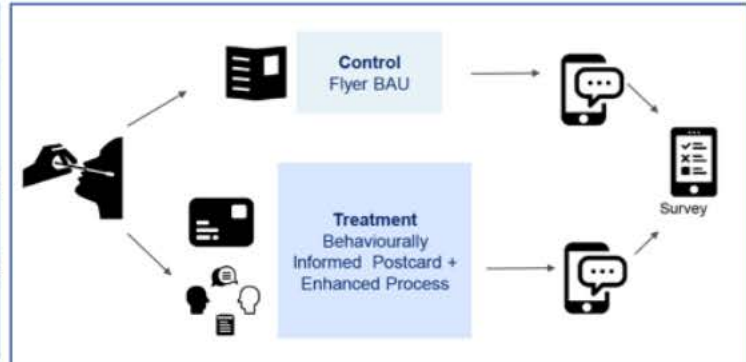 Control
Flyer BAU
Treatment
Behaviourally
Informed Postcard +
Enhanced Process
Survey